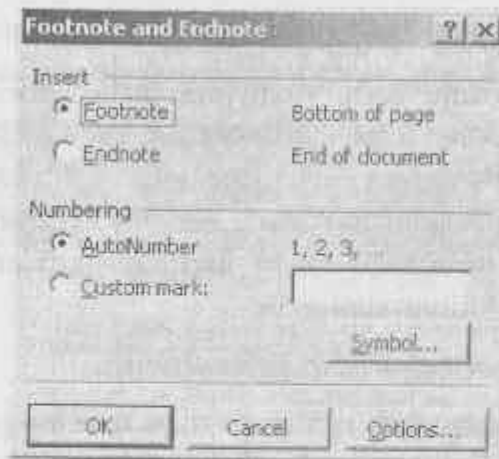 Footnote and Endnote ? ×
Insert
Footnote Bottom of page
Endnote End of document
Numbering
AutoNumber 1, 2, 3, ...
Custom mark:
Symbol...
OK Cancel Options...